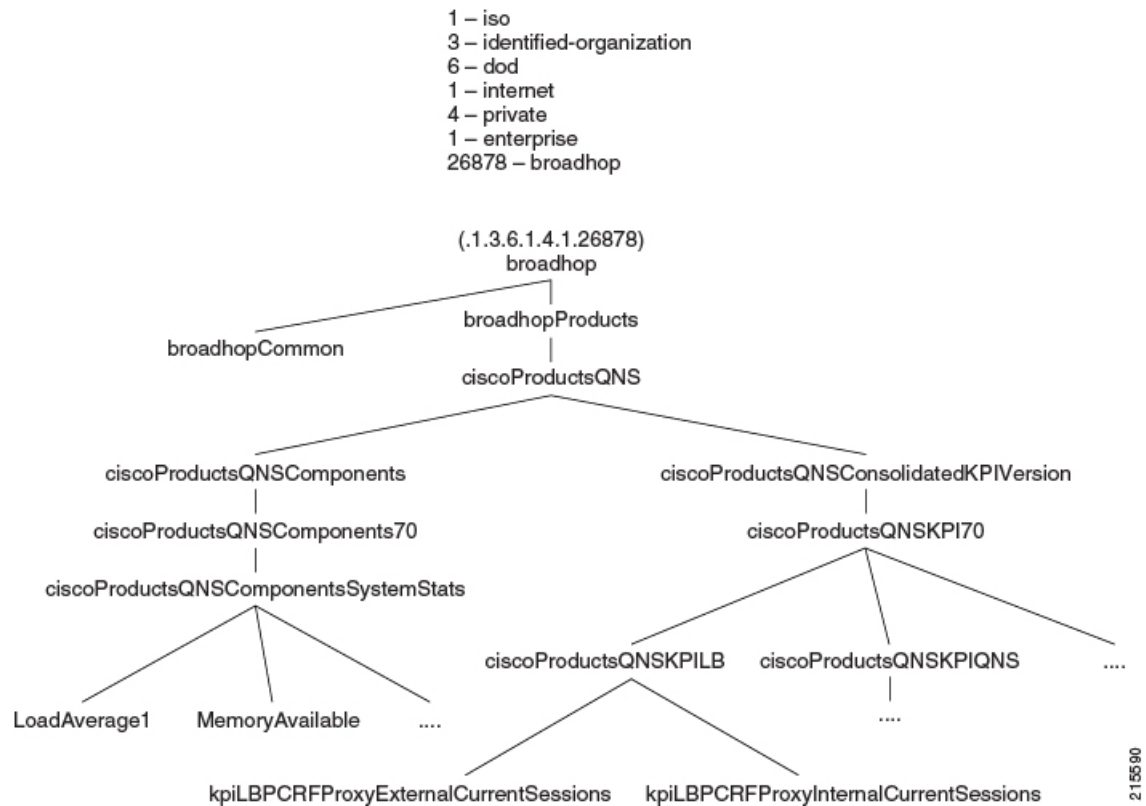 1 – iso
3 – identified-organization
6 – dod
1 – internet
4 – private
1 – enterprise
26878 – broadhop
(.1.3.6.1.4.1.26878)
broadhop
broadhopProducts
broadhopCommon
ciscoProductsQNS
ciscoProductsQNSComponents
ciscoProductsQNSConsolidatedKPIVersion
ciscoProductsQNSComponents70
ciscoProductsQNSKPI70
ciscoProductsQNSComponentsSystemStats
ciscoProductsQNSKPILB
ciscoProductsQNSKPIQNS
....
LoadAverage1
MemoryAvailable
....
....
kpiLBPCRFProxyExternalCurrentSessions
kpiLBPCRFProxyInternalCurrentSessions
215590